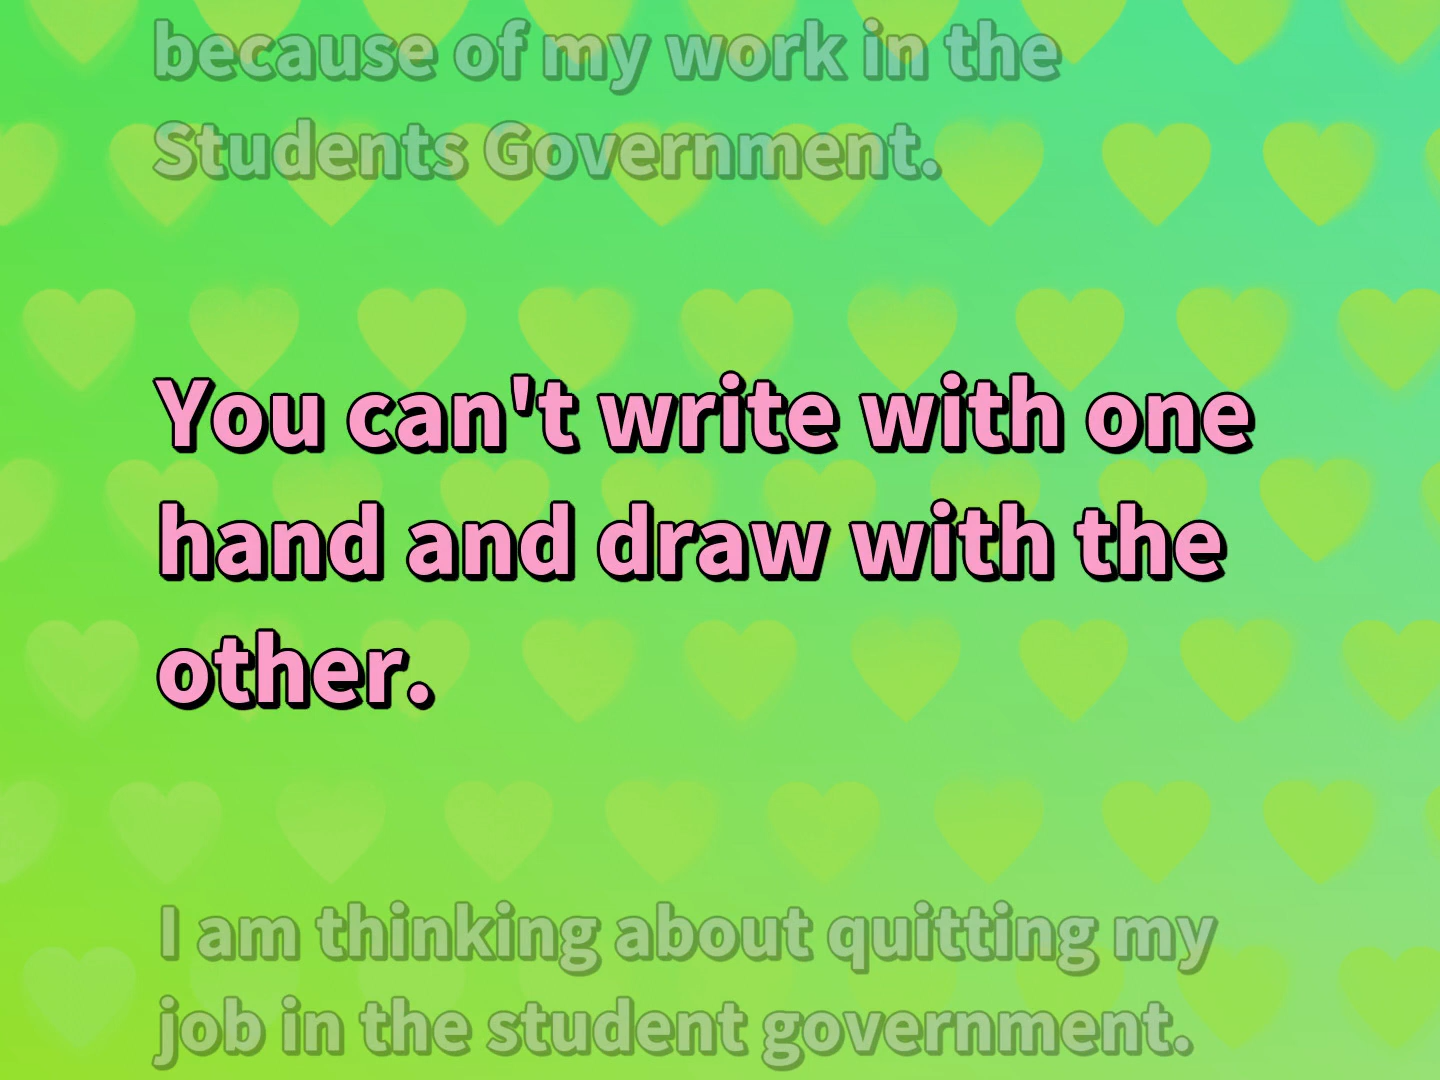 because of my work in the
Students Government.
You can't write with one
hand and draw with the
other.
I am thinking about quitting my
job in the student government.